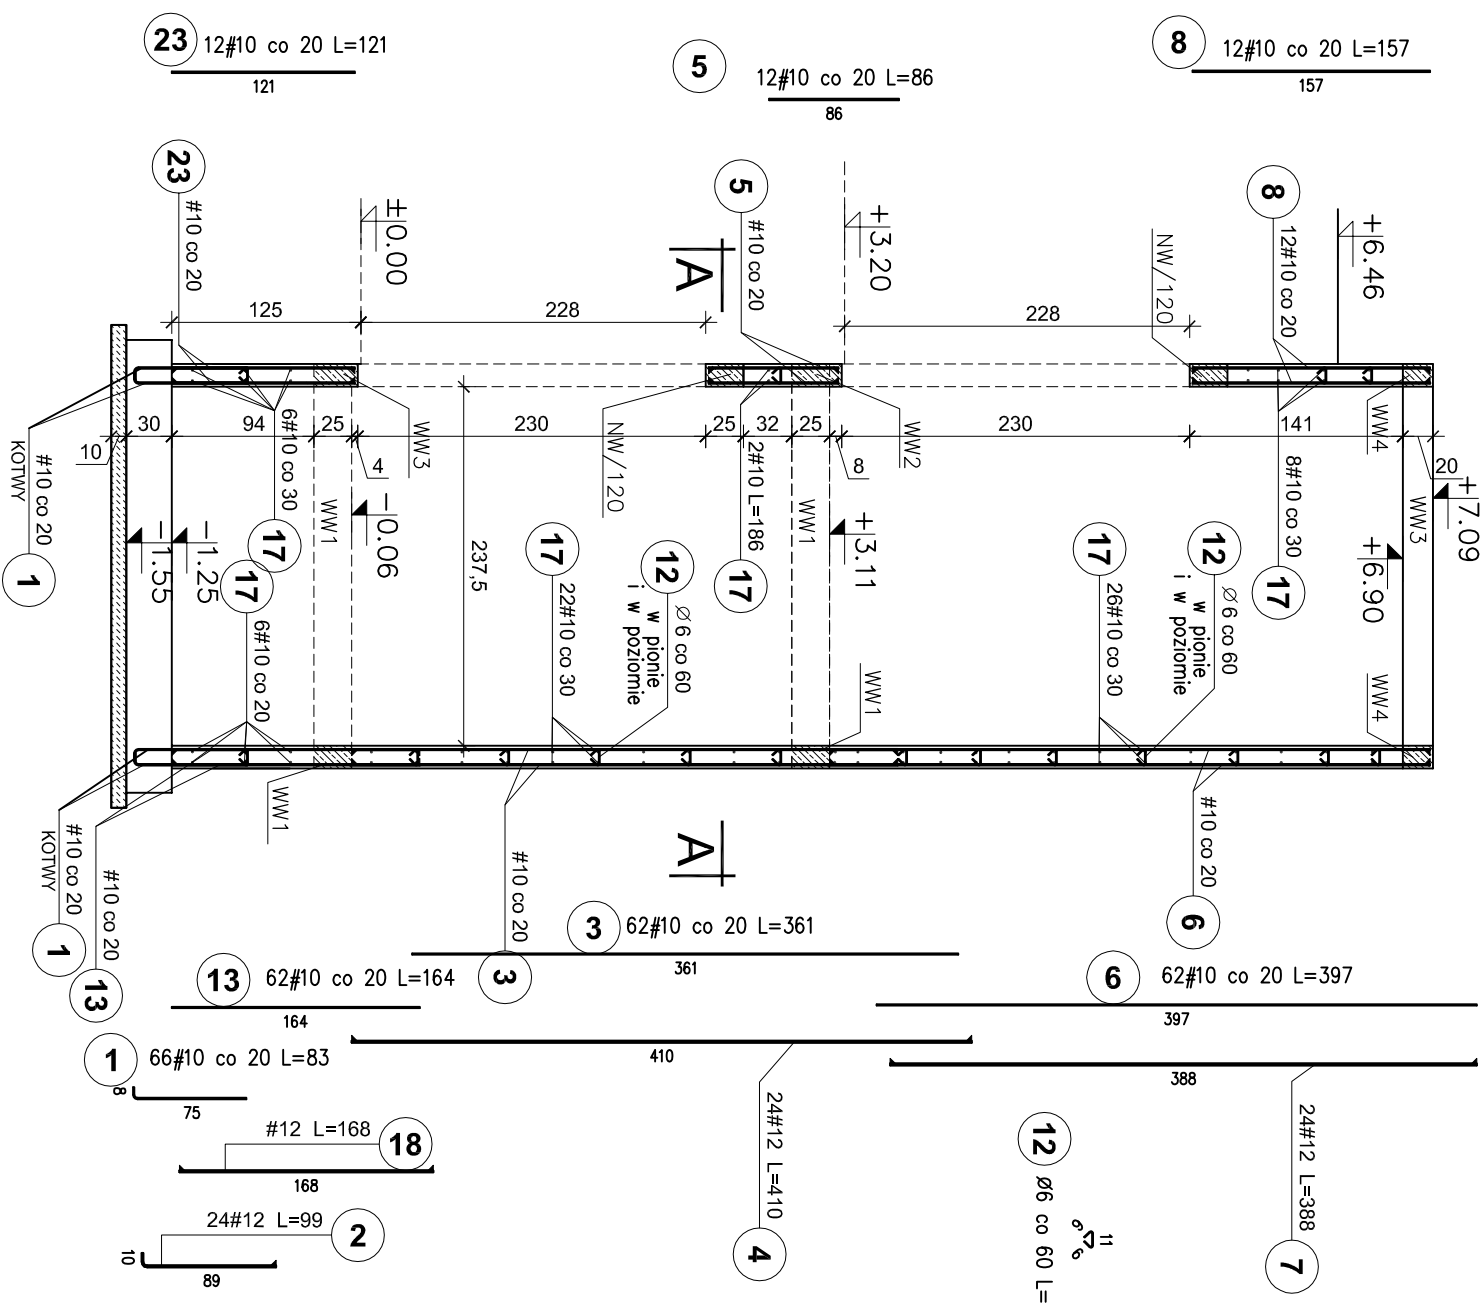 23 12#10 co 20 L=121
121
5 12#10 co 20 L=86
86
8 12#10 co 20 L=157
157
23
#10 co 20
±0.00
5
#10 co 20
A
+3.20
NW/120
8
12#10 co 20
+6.46
125
228
228
10
30
94
25
4
230
25
32
25
8
230
141
20
KOTWY
#10 co 20
1
6#10 co 30
17
WW3
WW1
-0.06
-1.55
-1.25
237,5
NW/120
2#10 L=186
17
WW2
WW1
+3.11
8#10 co 30
17
WW4
WW3
+7.09
+6.90
17
6#10 co 20
17
22#10 co 30
12
Ø6 co 60
w pionie
i w poziomie
17
26#10 co 30
12
Ø6 co 60
w pionie
i w poziomie
WW1
WW4
WW1
KOTWY
#10 co 20
1
#10 co 20
13
#10 co 20
3
A
#10 co 20
6
3 62#10 co 20 L=361
361
13 62#10 co 20 L=164
164
6 62#10 co 20 L=397
397
1 66#10 co 20 L=83
8
75
410
24#12 L=410
4
388
24#12 L=388
7
#12 L=168 18
168
24#12 L=99 2
10
89
12 Ø6 co 60 L=
6
6
11